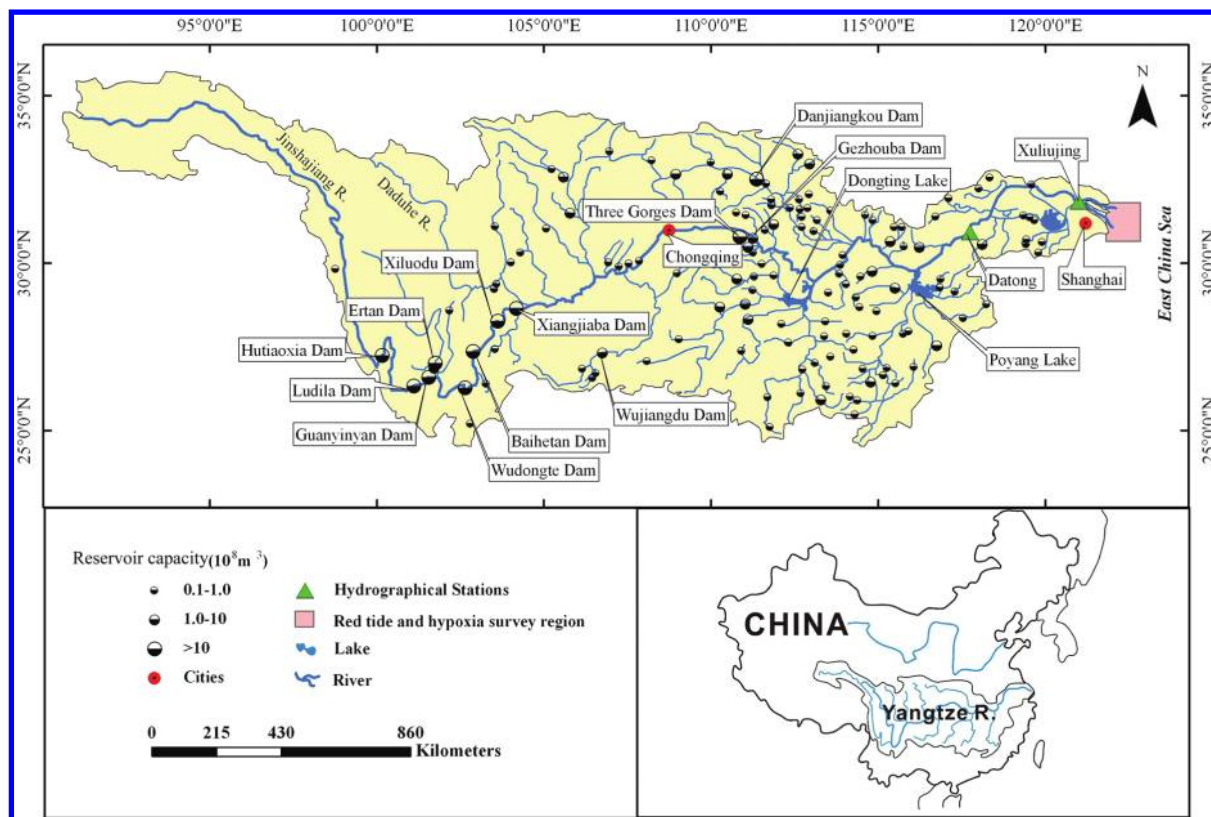 95°0'0"E 100°0'0"E 105°0'0"E 110°0'0"E 115°0'0"E 120°0'0"E
35°0'0"N
30°0'0"N
25°0'0"N
35°0'0"N
30°0'0"N
25°0'0"N
N
Jinshajiang R.
Daduhe R.
Danjiangkou Dam
Gezhouba Dam
Dongting Lake
Three Gorges Dam
Chongqing
Xuliujing
Datong
Shanghai
East China Sea
Poyang Lake
Xiluodu Dam
Ertan Dam
Xiangjiaba Dam
Hutiaoxia Dam
Ludila Dam
Guanyinyan Dam
Wujiangdu Dam
Baihetan Dam
Wudongte Dam
Reservoir capacity(10⁸m ³)
0.1-1.0
1.0-10
>10
Cities
Hydrographical Stations
Red tide and hypoxia survey region
Lake
River
0 215 430 860
Kilometers
CHINA
Yangtze R.